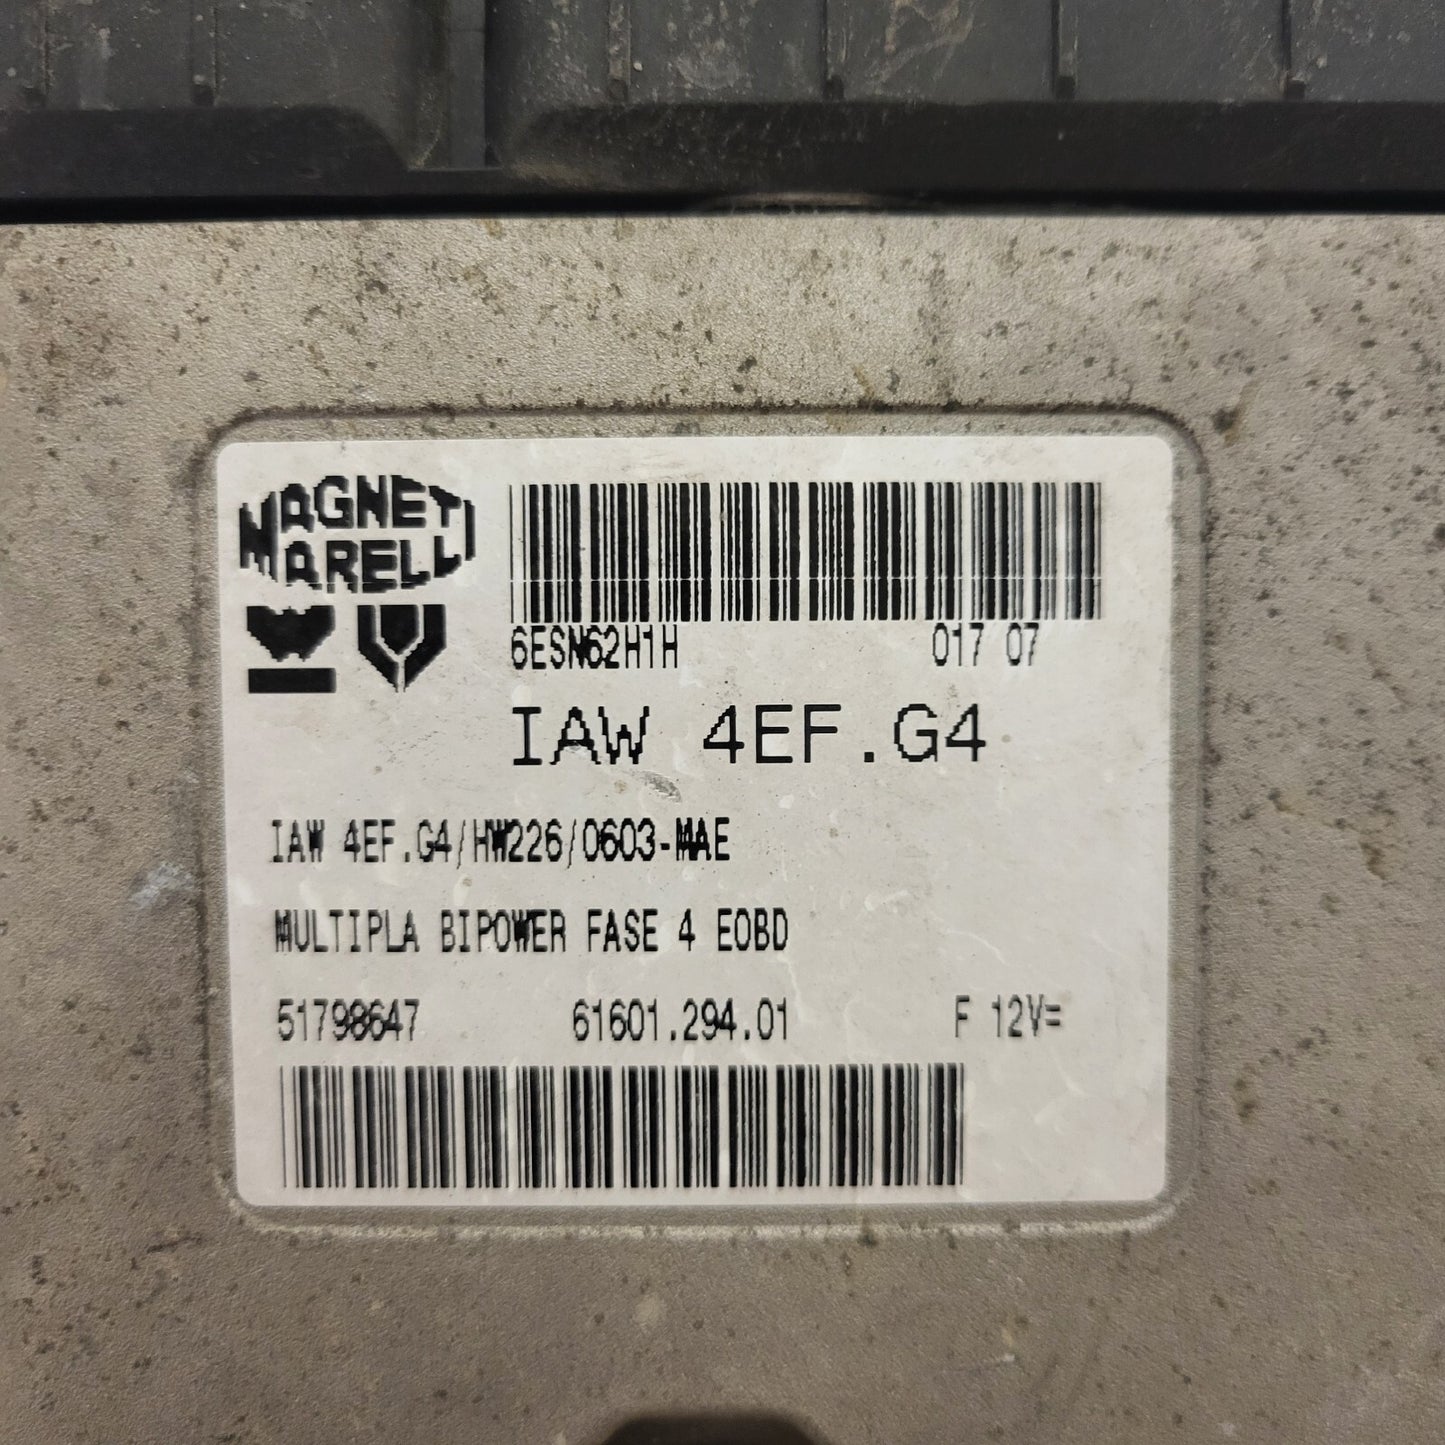 MAGNETI
MARELLI
6ESN62H1H 017 07
IAW 4EF.G4
IAW 4EF.G4/HW226/0603-MAE
MULTIPLA BIPOWER FASE 4 EOBD
51798647 61601.294.01 F 12V=